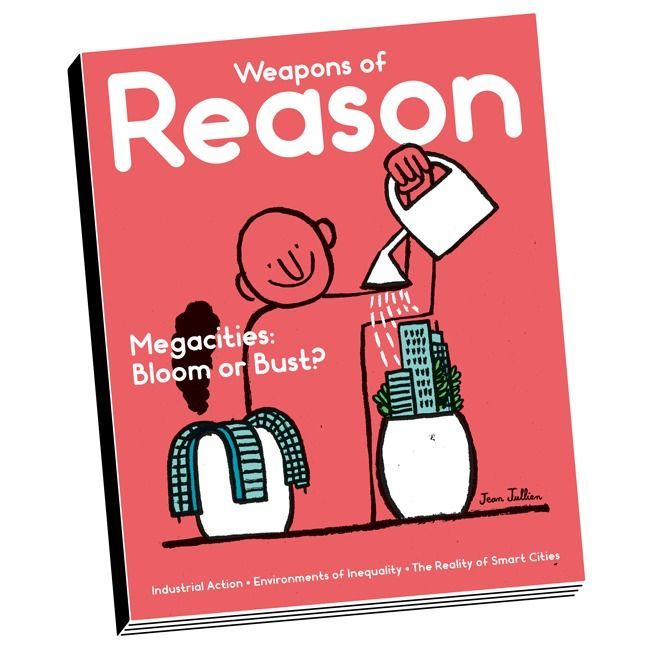 Weapons of
Reason
Megacities:
Bloom or Bust?
Jean Jullien
Industrial Action • Environments of Inequality • The Reality of Smart Cities